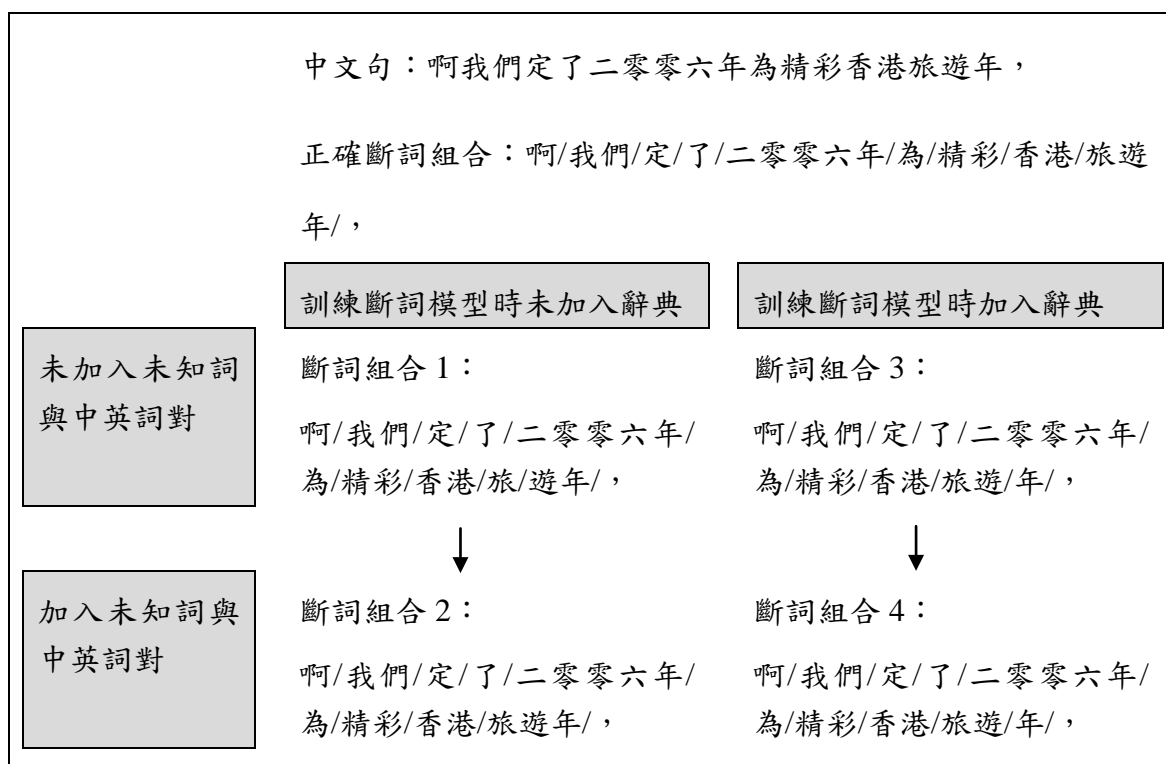 中文句：啊我們定了二零零六年為精彩香港旅遊年，
正確斷詞組合：啊/我們/定/了/二零零六年/為/精彩/香港/旅遊
年/，
訓練斷詞模型時未加入辭典
訓練斷詞模型時加入辭典
未加入未知詞
與中英詞對
斷詞組合 1：
啊/我們/定/了/二零零六年/
為/精彩/香港/旅/遊年/，
斷詞組合 3：
啊/我們/定/了/二零零六年/
為/精彩/香港/旅遊/年/，
加入未知詞與
中英詞對
斷詞組合 2：
啊/我們/定/了/二零零六年/
為/精彩/香港/旅遊年/，
斷詞組合 4：
啊/我們/定/了/二零零六年/
為/精彩/香港/旅遊/年/，